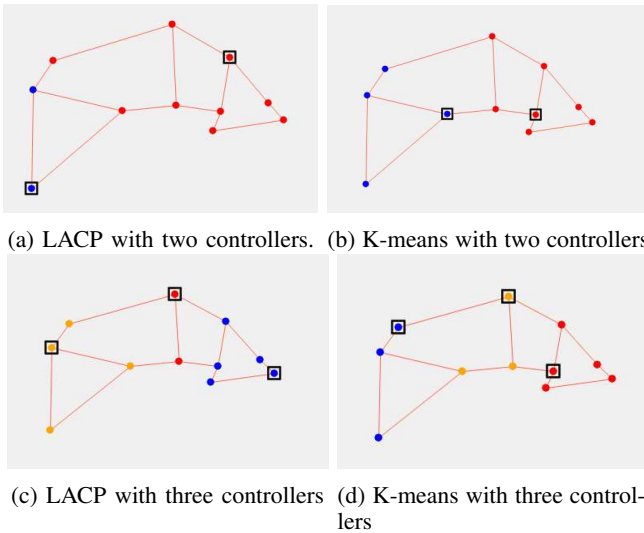 (a) LACP with two controllers.
(b) K-means with two controllers
(c) LACP with three controllers
(d) K-means with three control-
lers